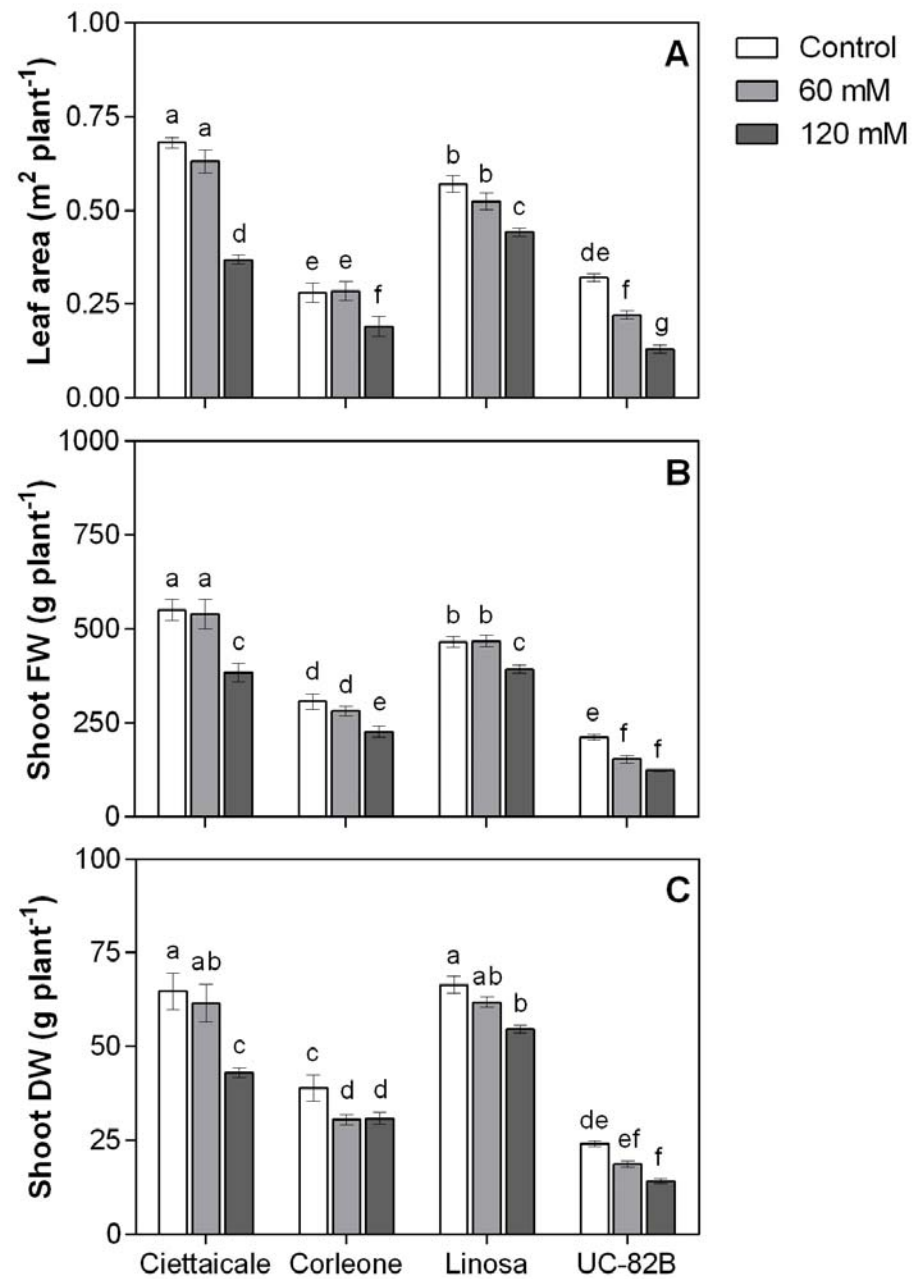 1.00
A
Control
60 mM
120 mM
0.75
0.50
0.25
0.00
Leaf area (m² plant⁻¹)
a a d
e e f
b b c
de f g
1000
B
750
500
250
0
Shoot FW (g plant⁻¹)
a a c
d d e
b b c
e f f
100
C
75
50
25
0
Shoot DW (g plant⁻¹)
a ab c
c d d
a ab b
de ef f
Ciettaicale Corleone Linosa UC-82B